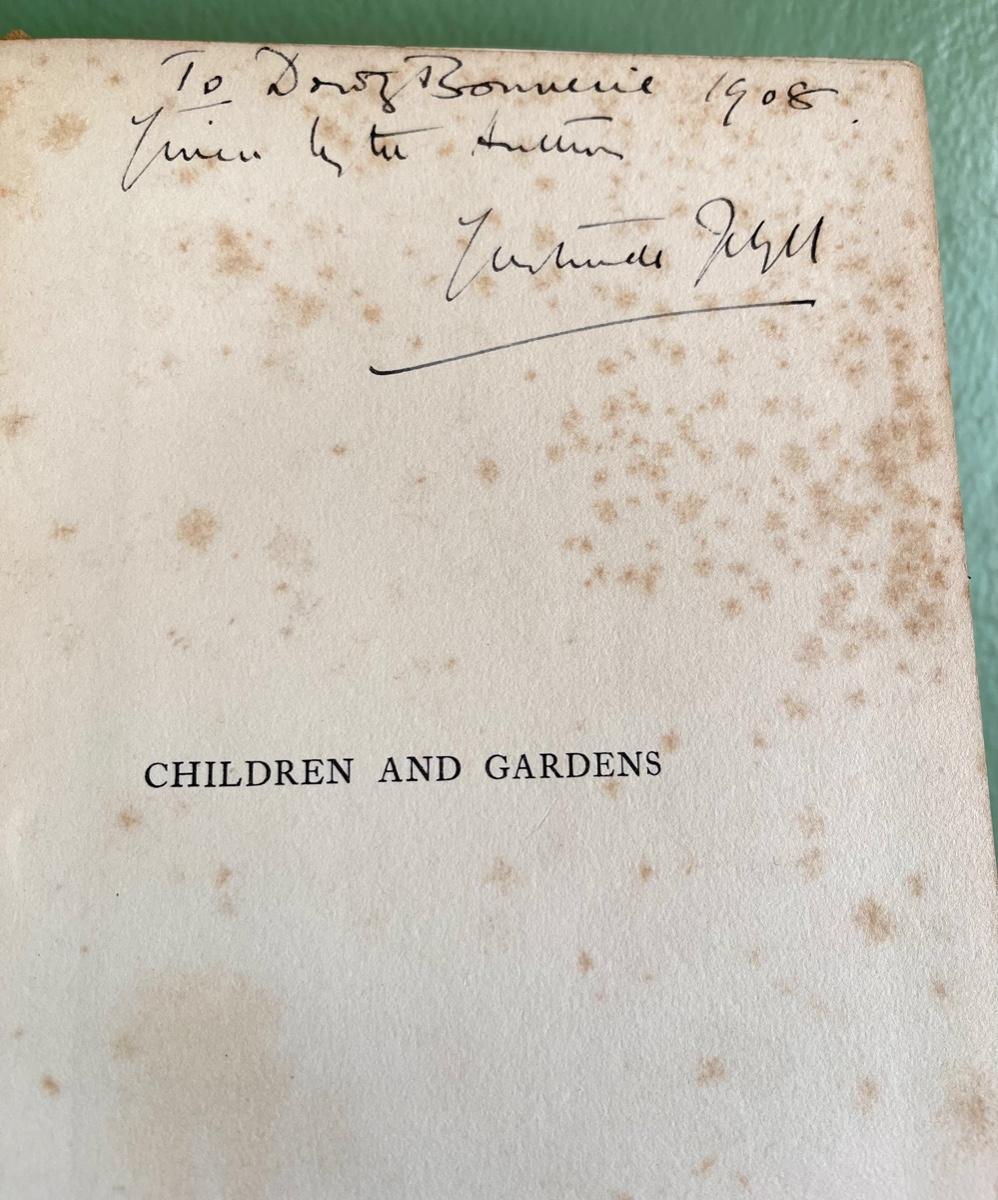 To Dorothy Bonnerie 1908.
Given by the Author
Gertrude Jekyll
CHILDREN AND GARDENS